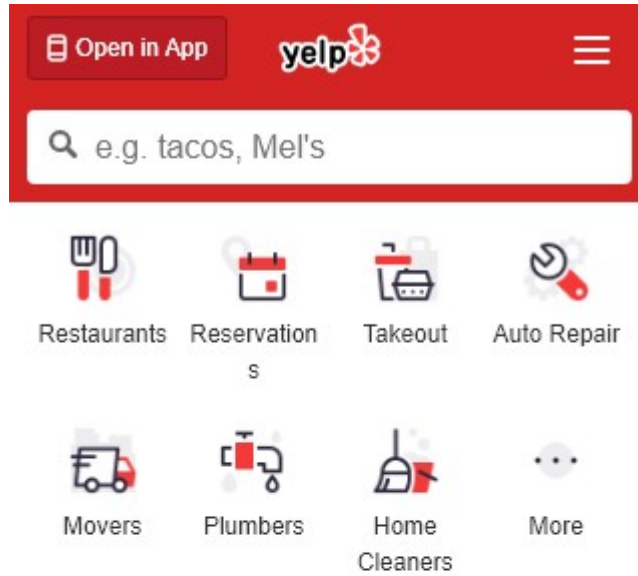 Open in App
yelp
e.g. tacos, Mel's
Restaurants
Reservation
s
Takeout
Auto Repair
Movers
Plumbers
Home
Cleaners
More